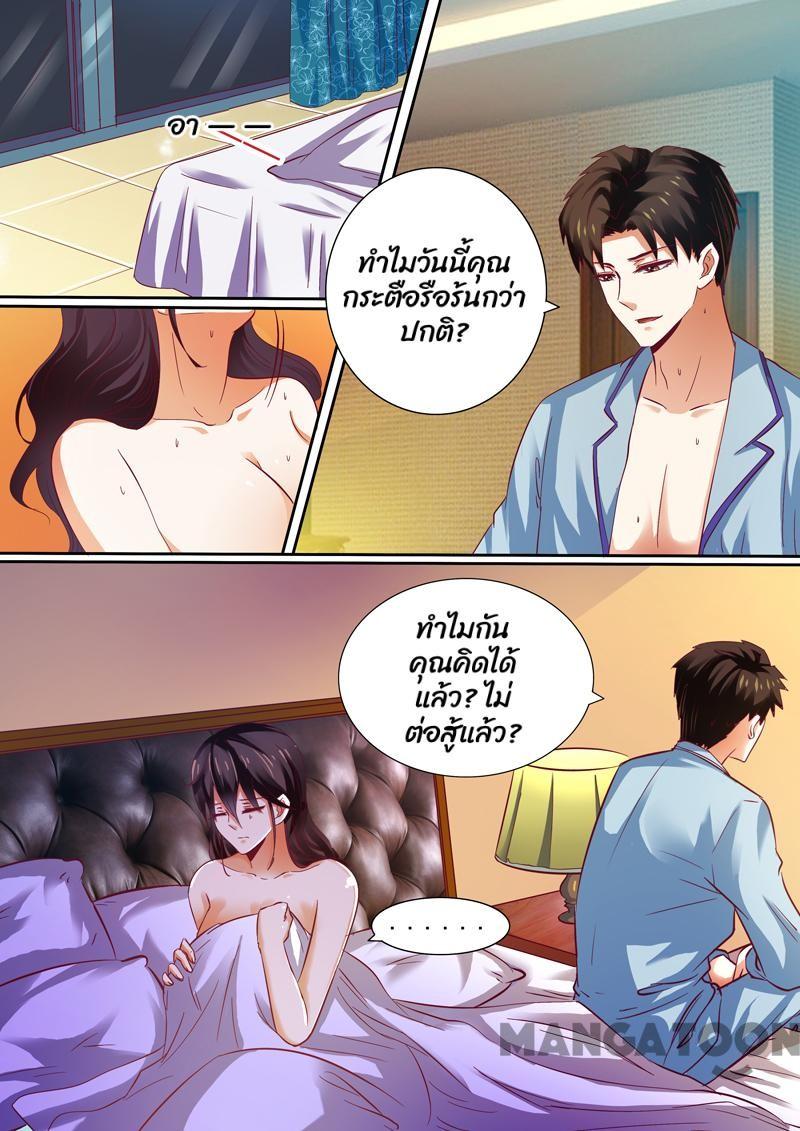 อา — —
ทำไมวันนี้คุณ
กระตือรือร้นกว่า
ปกติ?
ทำไมกัน
คุณคิดได้
แล้ว? ไม่
ต่อสู้แล้ว?
......
MANGATOON